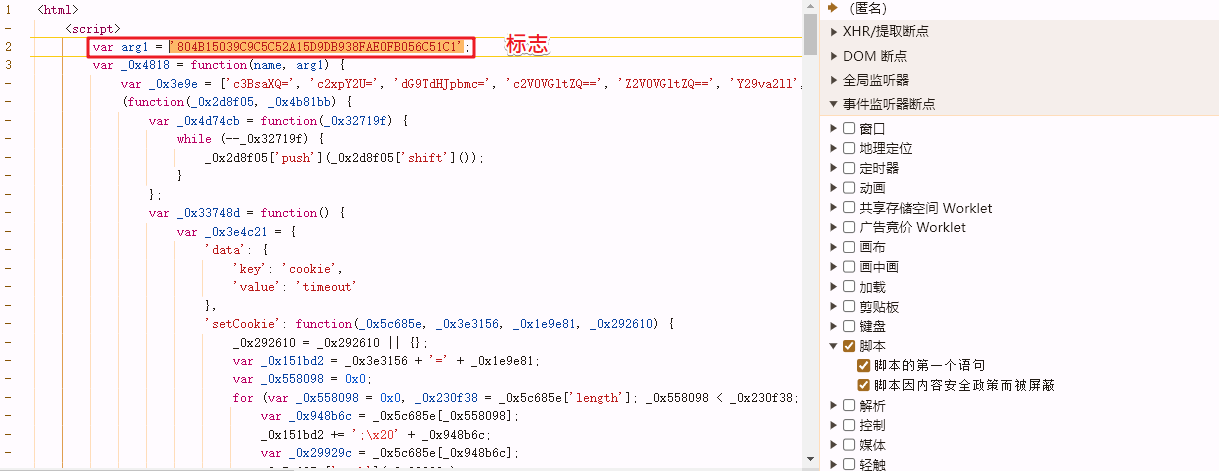 1 <html>
- <script>
2 var arg1 = '804B15039C9C5C52A15D9DB938FAE0FB056C51C1'; 标志
3 var _0x4818 = function(name, arg1) {
- var _0x3e9e = ['c3BsaXQ=', 'c2xpY2U=', 'dG9TdHJpbmc=', 'c2V0VGltZQ==', 'Z2V0VGltZQ==', 'Y29va2ll',
- (function(_0x2d8f05, _0x4b81bb) {
- var _0x4d74cb = function(_0x32719f) {
- while (--_0x32719f) {
- _0x2d8f05['push'](_0x2d8f05['shift']());
- }
- };
- var _0x33748d = function() {
- var _0x3e4c21 = {
- 'data': {
- 'key': 'cookie',
- 'value': 'timeout'
- },
- 'setCookie': function(_0x5c685e, _0x3e3156, _0x1e9e81, _0x292610) {
- _0x292610 = _0x292610 || {};
- var _0x151bd2 = _0x3e3156 + '=' + _0x1e9e81;
- var _0x558098 = 0x0;
- for (var _0x558098 = 0x0, _0x230f38 = _0x5c685e['length']; _0x558098 < _0x230f38;
- var _0x948b6c = _0x5c685e[_0x558098];
- _0x151bd2 += ';\x20' + _0x948b6c;
- var _0x29929c = _0x5c685e[_0x948b6c];
(匿名)
XHR/提取断点
DOM 断点
全局监听器
事件监听器断点
窗口
地理定位
定时器
动画
共享存储空间 Worklet
广告竞价 Worklet
画布
画中画
加载
剪贴板
键盘
脚本
脚本的第一个语句
脚本因内容安全政策而被屏蔽
解析
控制
媒体
轻触